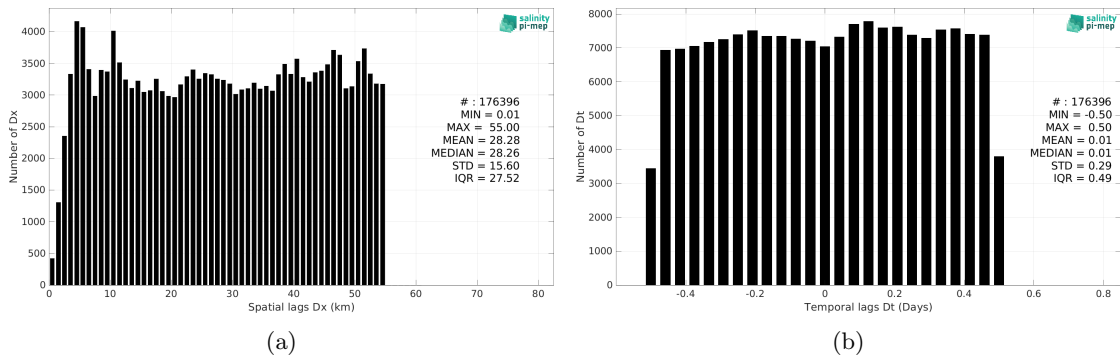 salinity
pi-mep
4000
3500
3000
2500
2000
1500
1000
500
0
Number of Dx
# : 176396
MIN = 0.01
MAX = 55.00
MEAN = 28.28
MEDIAN = 28.26
STD = 15.60
IQR = 27.52
0 10 20 30 40 50 60 70 80
Spatial lags Dx (km)
(a)
salinity
pi-mep
8000
7000
6000
5000
4000
3000
2000
1000
0
Number of Dt
# : 176396
MIN = -0.50
MAX = 0.50
MEAN = 0.01
MEDIAN = 0.01
STD = 0.29
IQR = 0.49
-0.4 -0.2 0 0.2 0.4 0.6 0.8
Temporal lags Dt (Days)
(b)